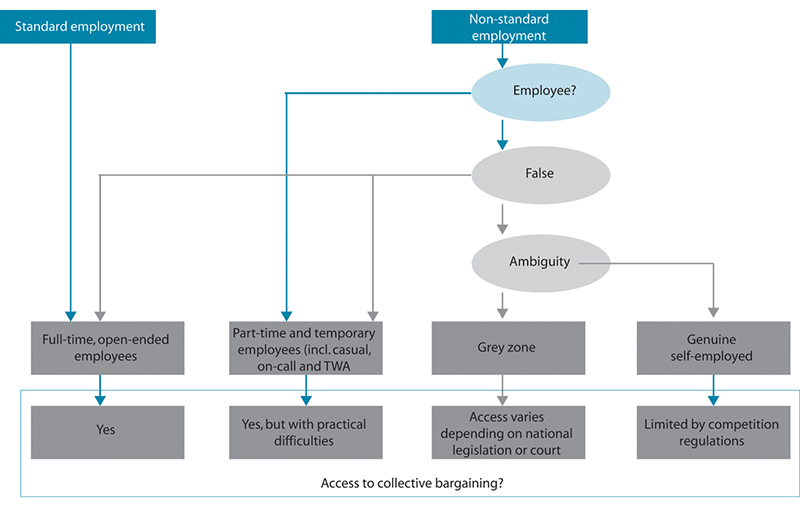 Standard employment
Non-standard
employment
Employee?
False
Ambiguity
Full-time, open-ended
employees
Part-time and temporary
employees (incl. casual,
on-call and TWA
Grey zone
Genuine
self-employed
Yes
Yes, but with practical
difficulties
Access varies
depending on national
legislation or court
Limited by competition
regulations
Access to collective bargaining?